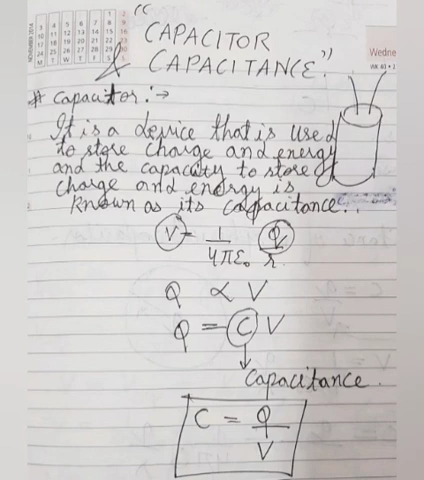 "CAPACITOR
& CAPACITANCE."
Wedne
# Capacitor:→
It is a device that is used
to store charge and energy
and the capacity to store
charge and energy is
known as its capacitance..
V = 1/4πε₀ Q/r.
Q ∝ V
Q = C V
Capacitance.
C = Q/V